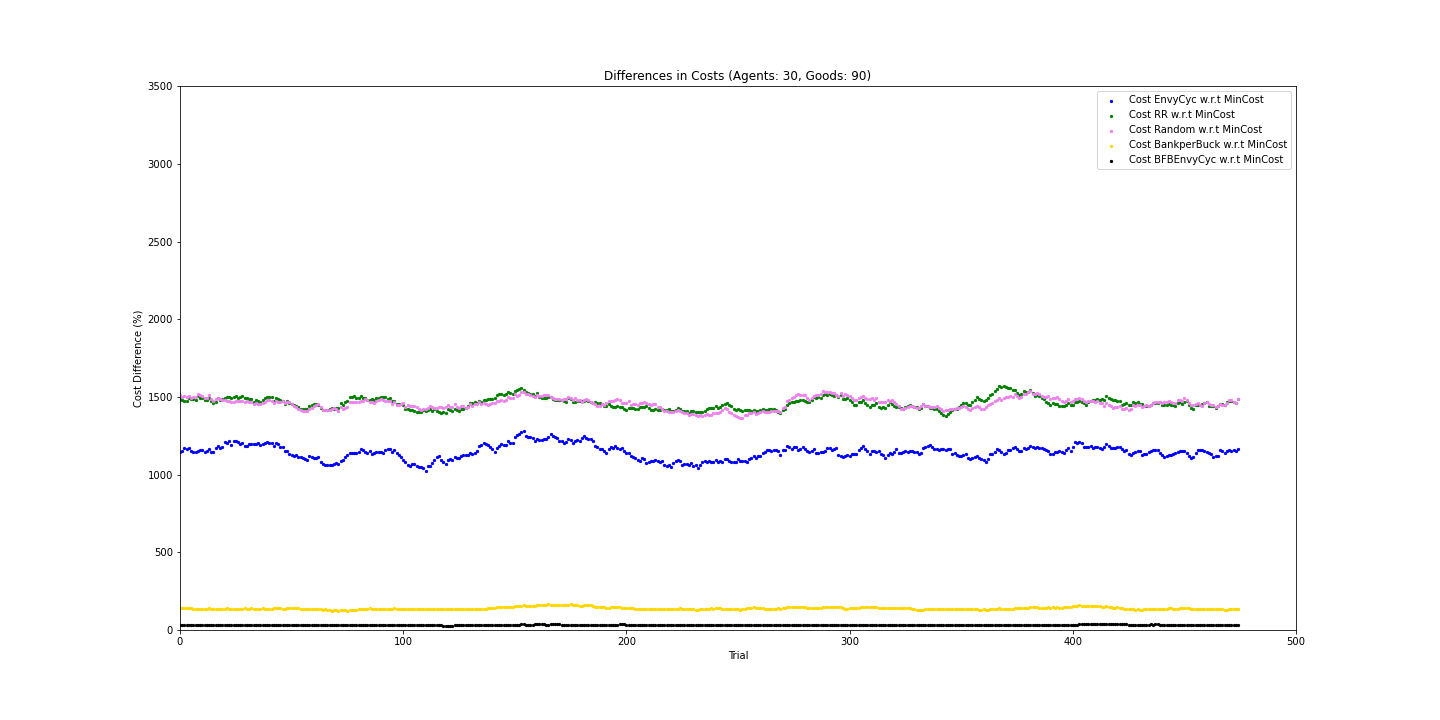 Differences in Costs (Agents: 30, Goods: 90)
3500
3000
2500
2000
1500
1000
500
0
Cost Difference (%)
Cost EnvyCyc w.r.t MinCost
Cost RR w.r.t MinCost
Cost Random w.r.t MinCost
Cost BankperBuck w.r.t MinCost
Cost BFBEnvyCyc w.r.t MinCost
0 100 200 300 400 500
Trial